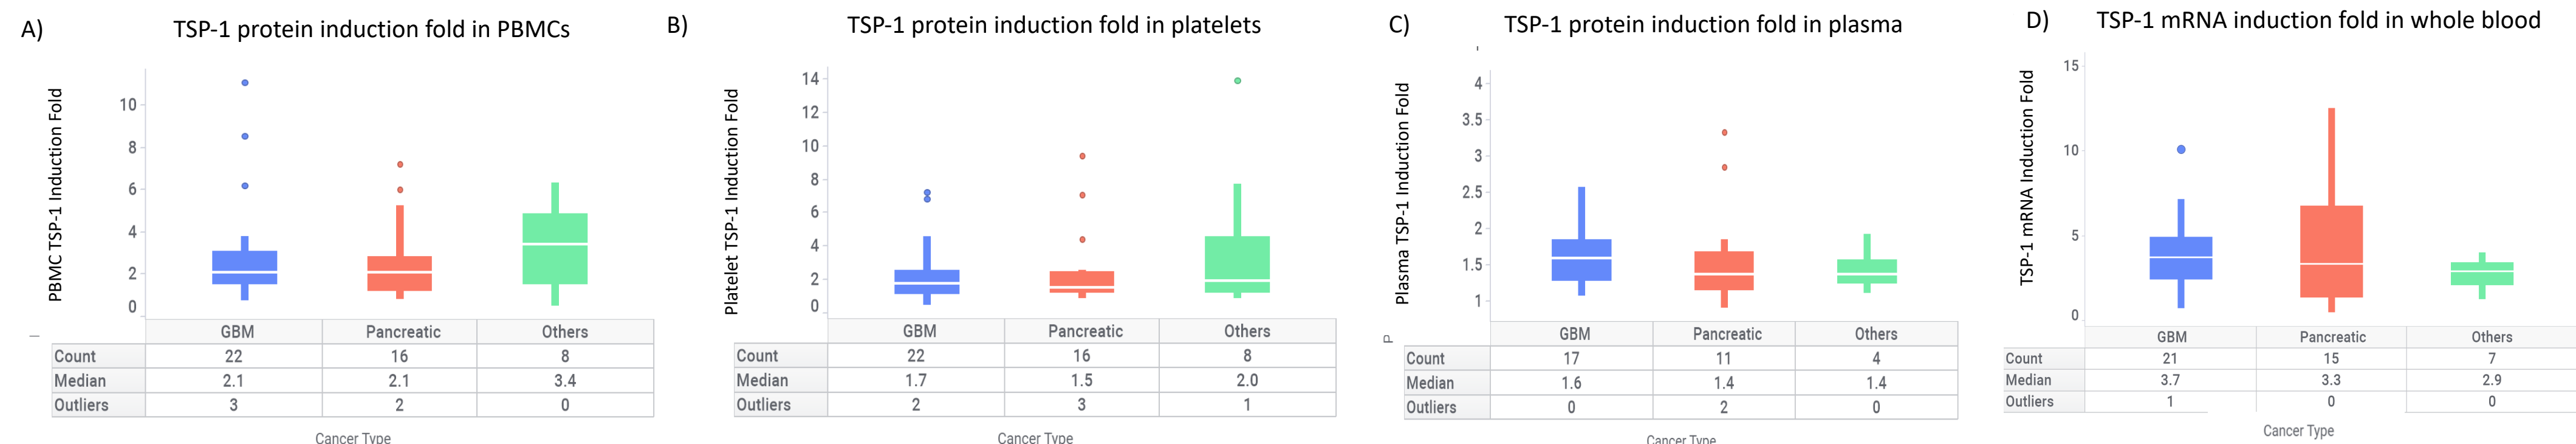 A)
TSP-1 protein induction fold in PBMCs
PBMC TSP-1 Induction Fold
10
8
6
4
2
0
GBM Pancreatic Others
Count 22 16 8
Median 2.1 2.1 3.4
Outliers 3 2 0
Cancer Type
B)
TSP-1 protein induction fold in platelets
Platelet TSP-1 Induction Fold
14
12
10
8
6
4
2
0
GBM Pancreatic Others
Count 22 16 8
Median 1.7 1.5 2.0
Outliers 2 3 1
Cancer Type
C)
TSP-1 protein induction fold in plasma
Plasma TSP-1 Induction Fold
4
3.5
3
2.5
2
1.5
1
P
GBM Pancreatic Others
Count 17 11 4
Median 1.6 1.4 1.4
Outliers 0 2 0
Cancer Type
D)
TSP-1 mRNA induction fold in whole blood
TSP-1 mRNA Induction Fold
15
10
5
0
GBM Pancreatic Others
Count 21 15 7
Median 3.7 3.3 2.9
Outliers 1 0 0
Cancer Type